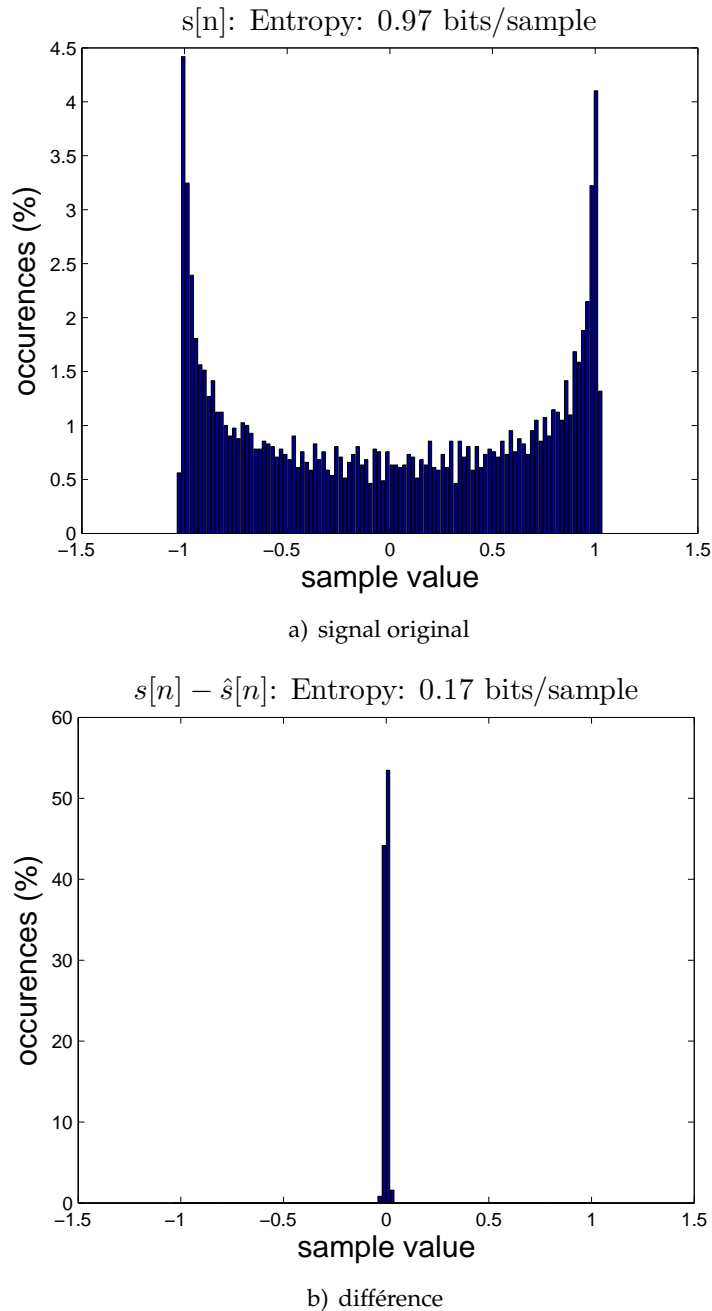 s[n]: Entropy: 0.97 bits/sample
4.5
4
3.5
3
2.5
2
1.5
1
0.5
0
occurences (%)
−1.5 −1 −0.5 0 0.5 1 1.5
sample value
a) signal original
s[n] − ŝ[n]: Entropy: 0.17 bits/sample
60
50
40
30
20
10
0
occurences (%)
−1.5 −1 −0.5 0 0.5 1 1.5
sample value
b) différence